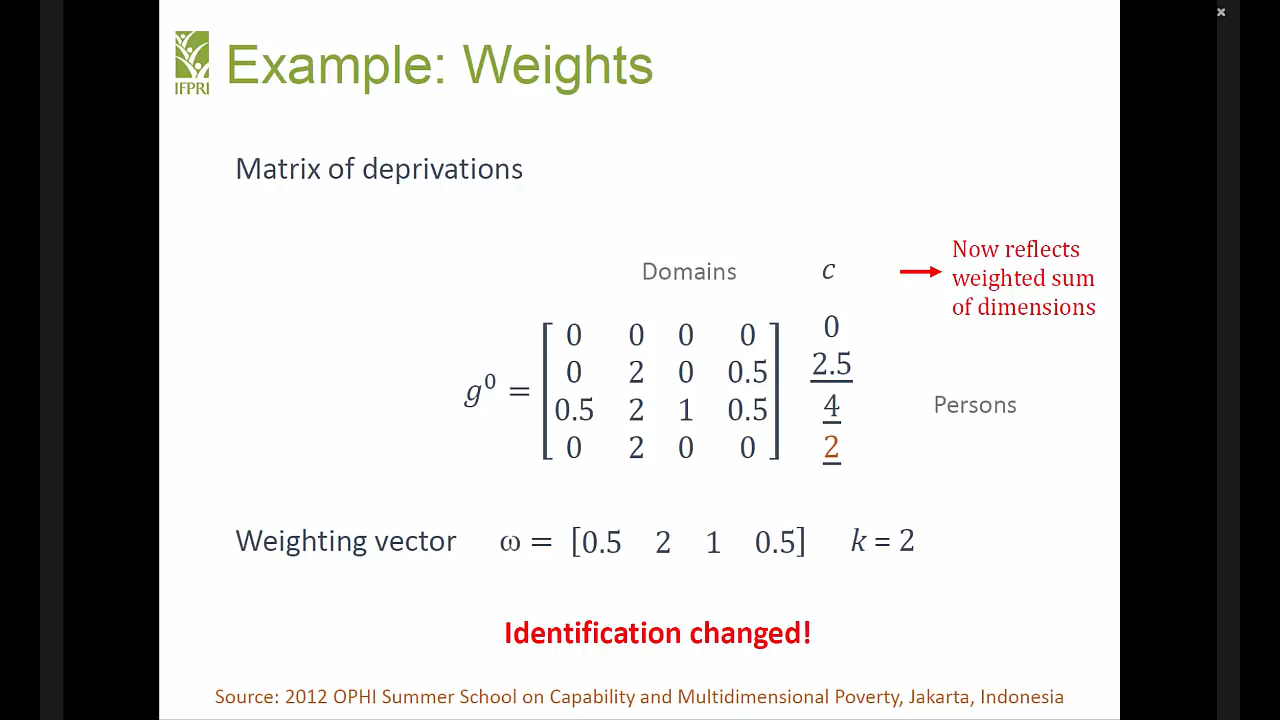 IFPRI
Example: Weights
Matrix of deprivations
Domains c
Now reflects
weighted sum
of dimensions
g⁰ =
0 0 0 0 0
0 2 0 0.5 2.5
0.5 2 1 0.5 4
0 2 0 0 2
Persons
Weighting vector ω = [0.5 2 1 0.5] k = 2
Identification changed!
Source: 2012 OPHI Summer School on Capability and Multidimensional Poverty, Jakarta, Indonesia